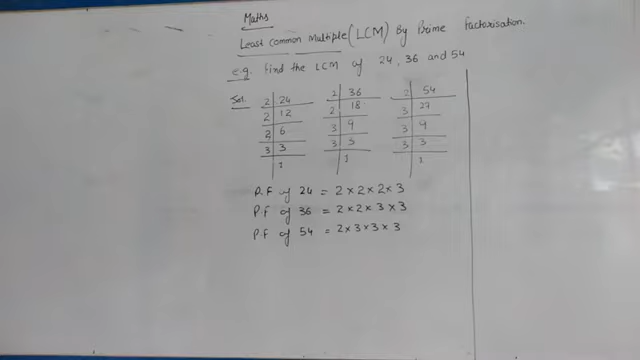 Maths
Least Common Multiple (LCM) By Prime Factorisation.
e.g. Find the LCM of 24, 36 and 54
Sol. 2 | 24 2 | 36 2 | 54
2 | 12 2 | 18 3 | 27
2 | 6 3 | 9 3 | 9
3 | 3 3 | 3 3 | 3
1 1 1
P.F of 24 = 2 × 2 × 2 × 3
P.F of 36 = 2 × 2 × 3 × 3
P.F of 54 = 2 × 3 × 3 × 3